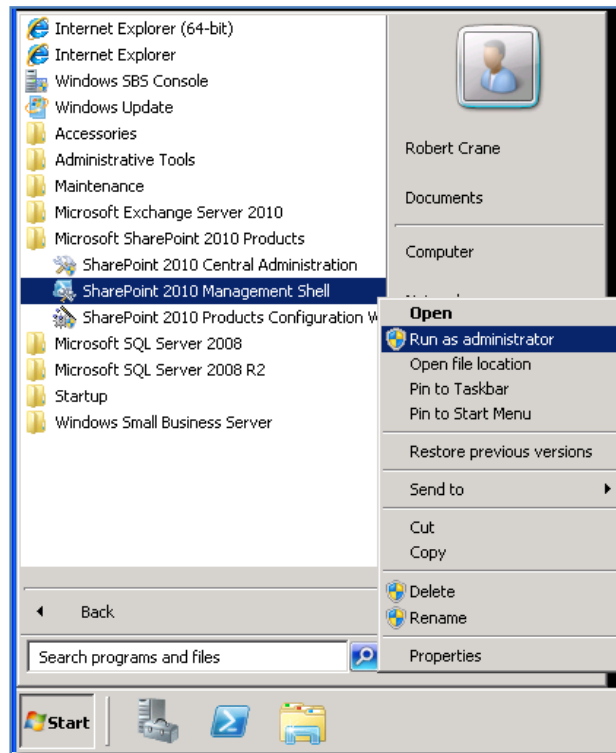 Internet Explorer (64-bit)
Internet Explorer
Windows SBS Console
Windows Update
Accessories
Administrative Tools
Maintenance
Microsoft Exchange Server 2010
Microsoft SharePoint 2010 Products
SharePoint 2010 Central Administration
SharePoint 2010 Management Shell
SharePoint 2010 Products Configuration W
Microsoft SQL Server 2008
Microsoft SQL Server 2008 R2
Startup
Windows Small Business Server
Back
Search programs and files
Robert Crane
Documents
Computer
Open
Run as administrator
Open file location
Pin to Taskbar
Pin to Start Menu
Restore previous versions
Send to
Cut
Copy
Delete
Rename
Properties
Start